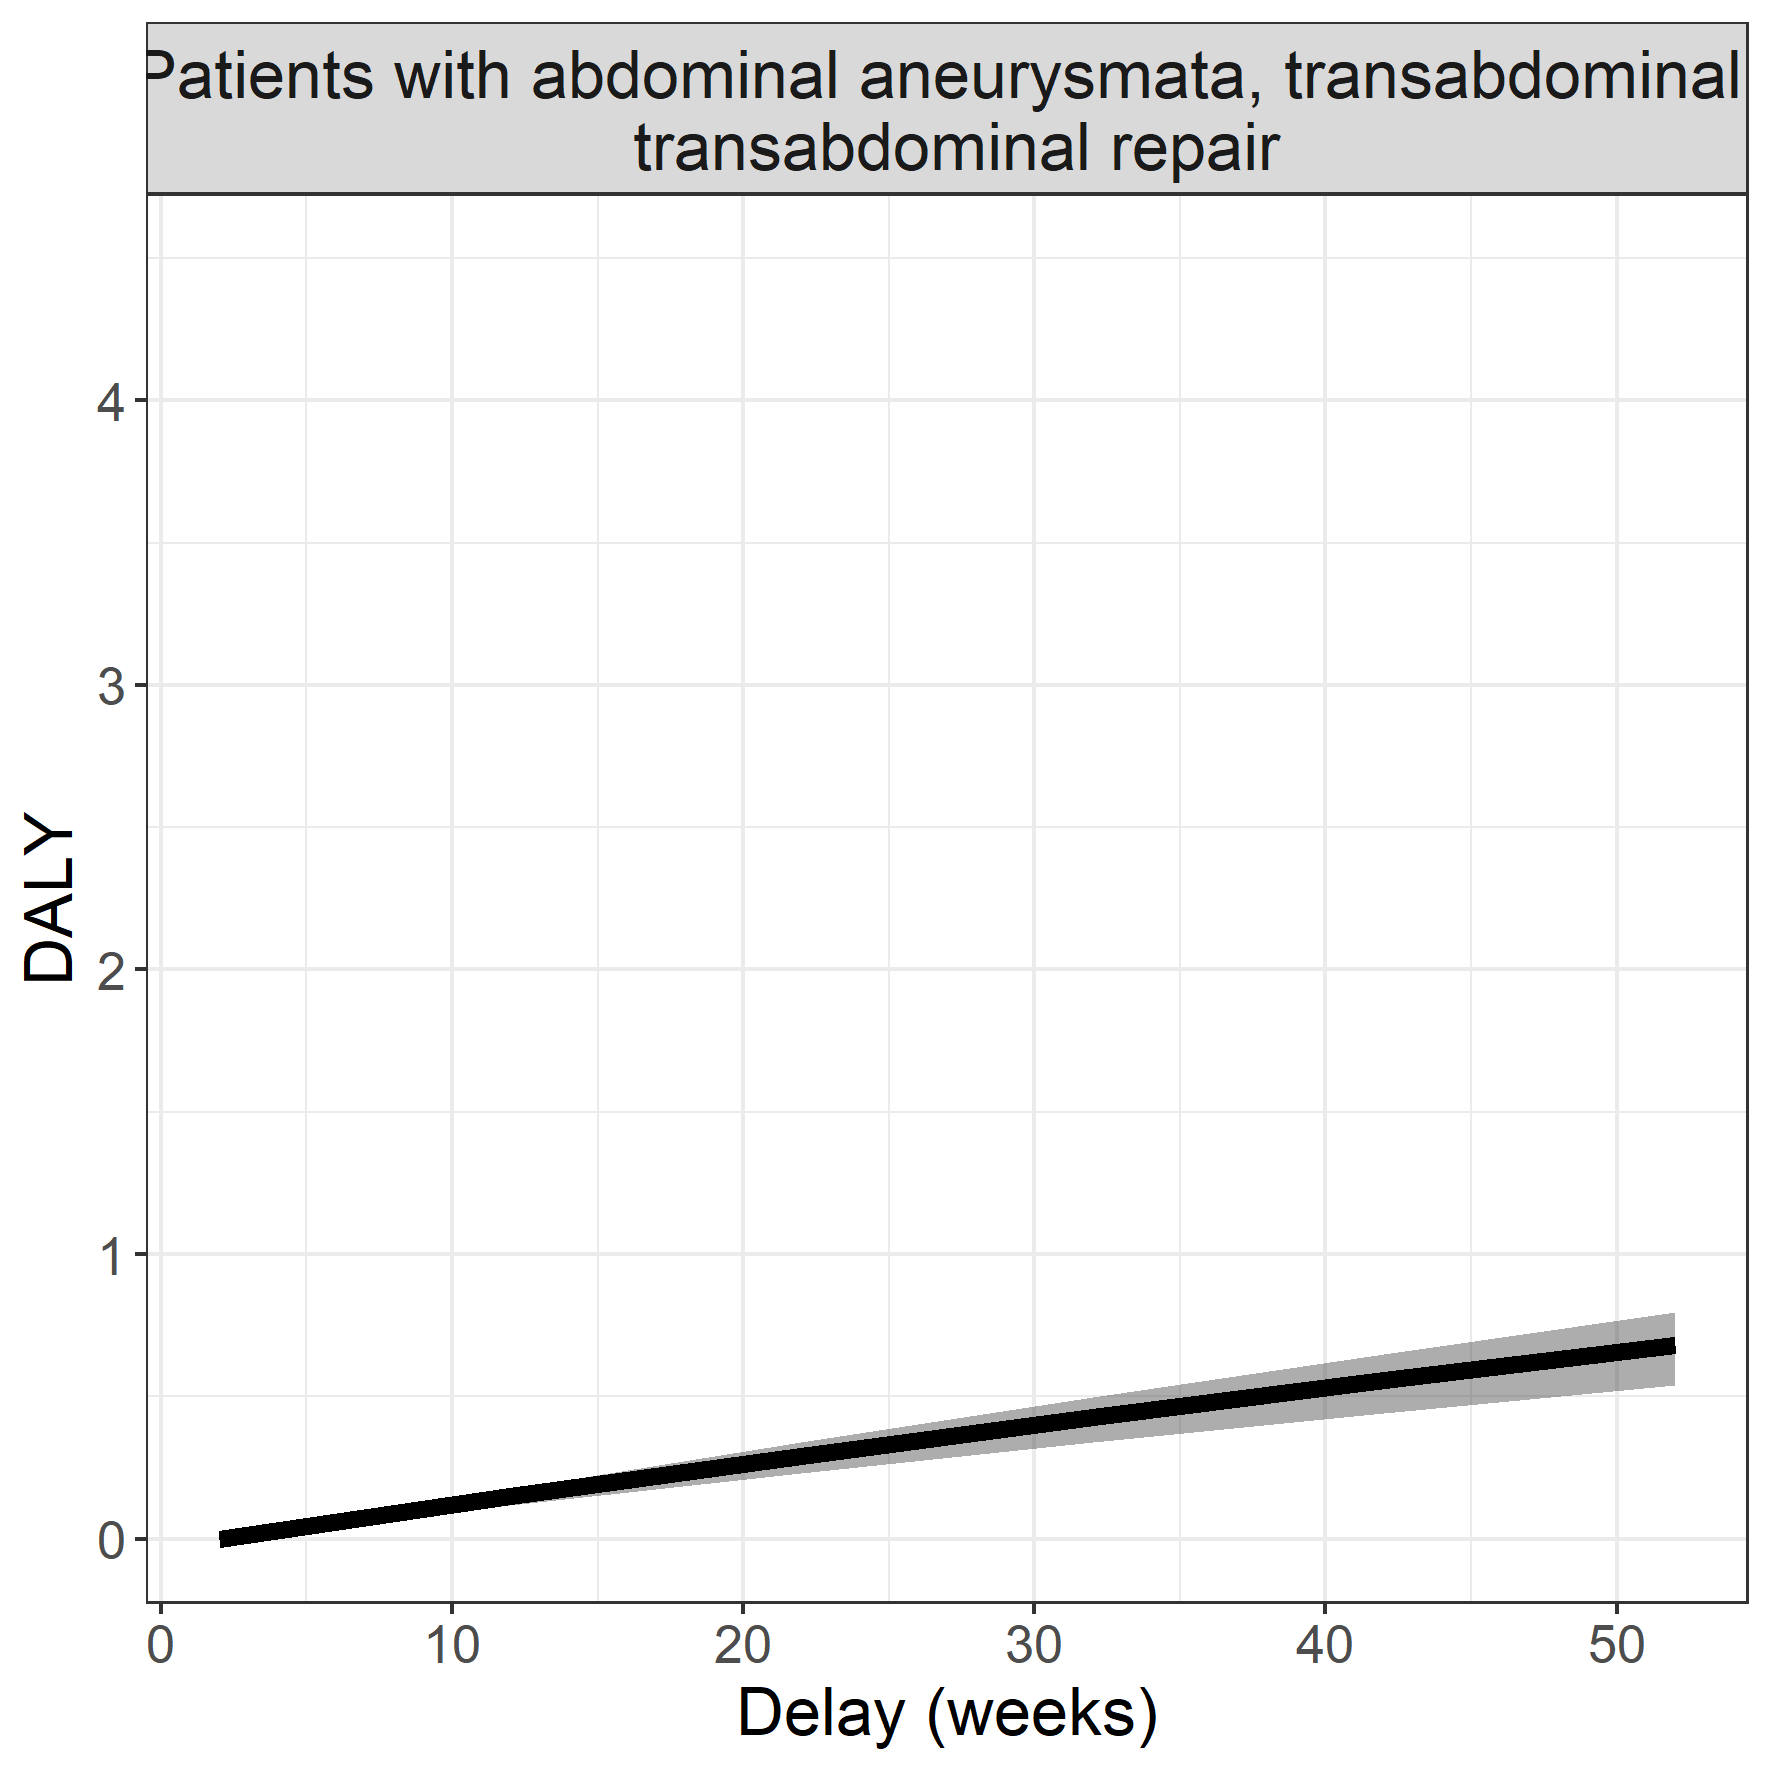 Patients with abdominal aneurysmata, transabdominal
transabdominal repair
4
3
2
1
0
DALY
0 10 20 30 40 50
Delay (weeks)